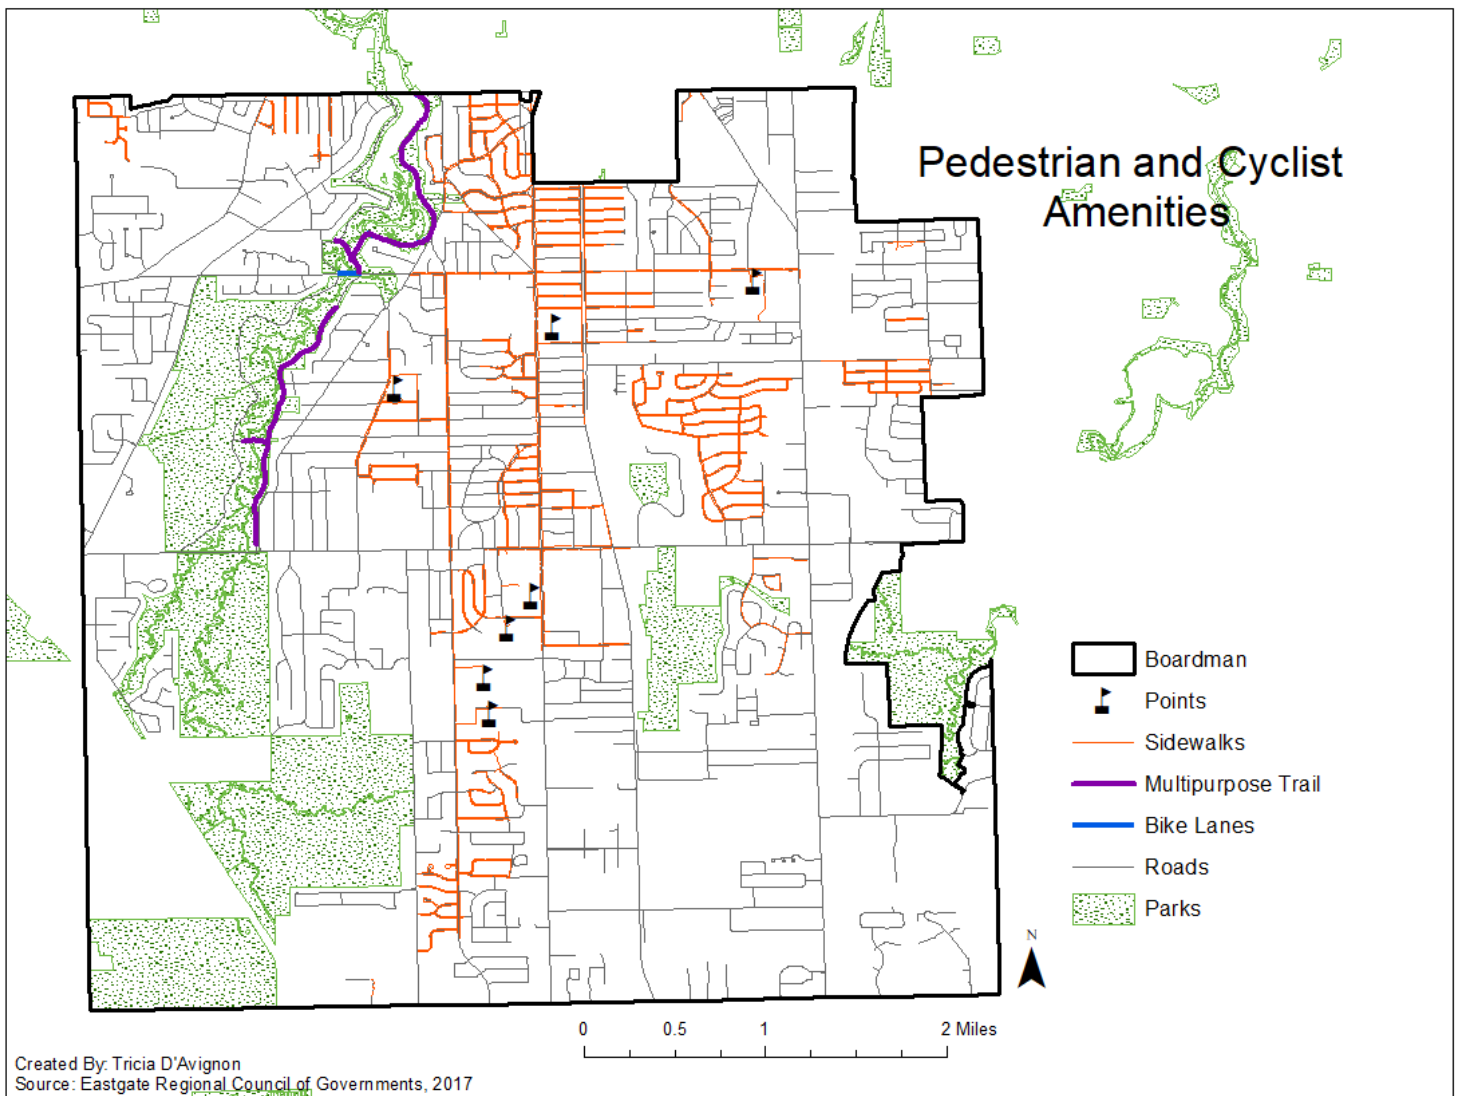 Pedestrian and Cyclist
Amenities
Boardman
Points
Sidewalks
Multipurpose Trail
Bike Lanes
Roads
Parks
N
0 0.5 1 2 Miles
Created By: Tricia D'Avignon
Source: Eastgate Regional Council of Governments, 2017